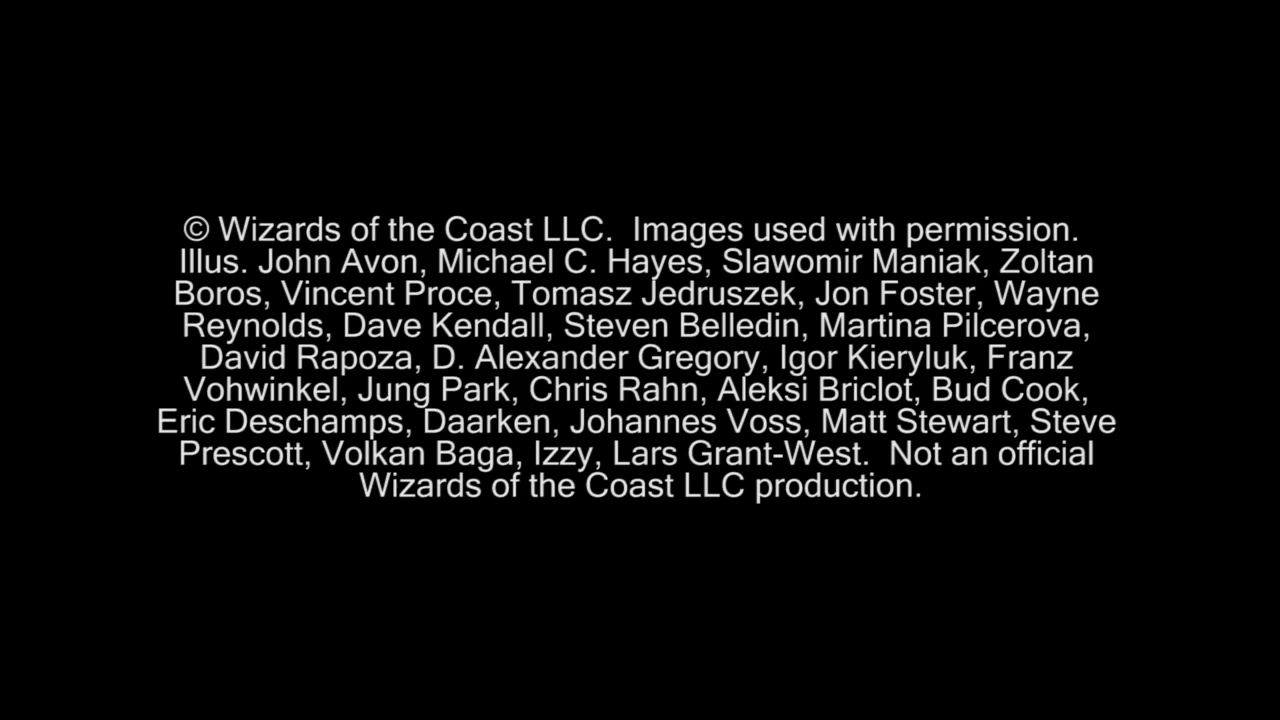 © Wizards of the Coast LLC.  Images used with permission.
Illus. John Avon, Michael C. Hayes, Slawomir Maniak, Zoltan
Boros, Vincent Proce, Tomasz Jedruszek, Jon Foster, Wayne
Reynolds, Dave Kendall, Steven Belledin, Martina Pilcerova,
David Rapoza, D. Alexander Gregory, Igor Kieryluk, Franz
Vohwinkel, Jung Park, Chris Rahn, Aleksi Briclot, Bud Cook,
Eric Deschamps, Daarken, Johannes Voss, Matt Stewart, Steve
Prescott, Volkan Baga, Izzy, Lars Grant-West.  Not an official
Wizards of the Coast LLC production.